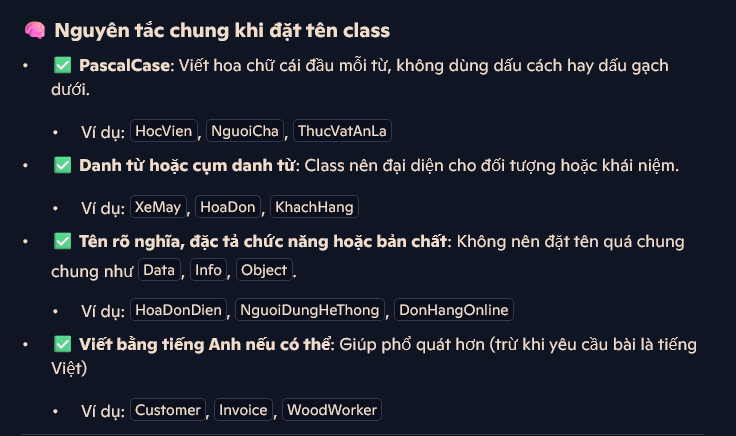 🧠 Nguyên tắc chung khi đặt tên class
• ✅ PascalCase: Viết hoa chữ cái đầu mỗi từ, không dùng dấu cách hay dấu gạch
dưới.
• Ví dụ: HocVien, NguoiCha, ThucVatAnLa
• ✅ Danh từ hoặc cụm danh từ: Class nên đại diện cho đối tượng hoặc khái niệm.
• Ví dụ: XeMay, HoaDon, KhachHang
• ✅ Tên rõ nghĩa, đặc tả chức năng hoặc bản chất: Không nên đặt tên quá chung
chung như Data, Info, Object.
• Ví dụ: HoaDonDien, NguoiDungHeThong, DonHangOnline
• ✅ Viết bằng tiếng Anh nếu có thể: Giúp phổ quát hơn (trừ khi yêu cầu bài là tiếng
Việt)
• Ví dụ: Customer, Invoice, WoodWorker